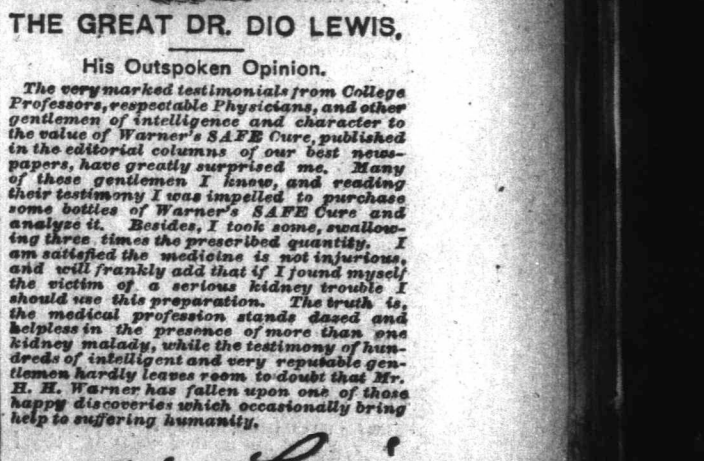 THE GREAT DR. DIO LEWIS.
His Outspoken Opinion.
The very marked testimonials from College
Professors, respectable Physicians, and other
gentlemen of intelligence and character to
the value of Warner's SAFE Cure, published
in the editorial columns of our best news-
papers, have greatly surprised me. Many
of these gentlemen I know, and reading
their testimony I was impelled to purchase
some bottles of Warner's SAFE Cure and
analyze it. Besides, I took some, swallow-
ing three times the prescribed quantity. I
am satisfied the medicine is not injurious,
and will frankly add that if I found myself
the victim of a serious kidney trouble I
should use this preparation. The truth is,
the medical profession stands dazed and
helpless in the presence of more than one
kidney malady, while the testimony of hun-
dreds of intelligent and very reputable gen-
tlemen hardly leaves room to doubt that Mr.
H. H. Warner has fallen upon one of those
happy discoveries which occasionally bring
help to suffering humanity.